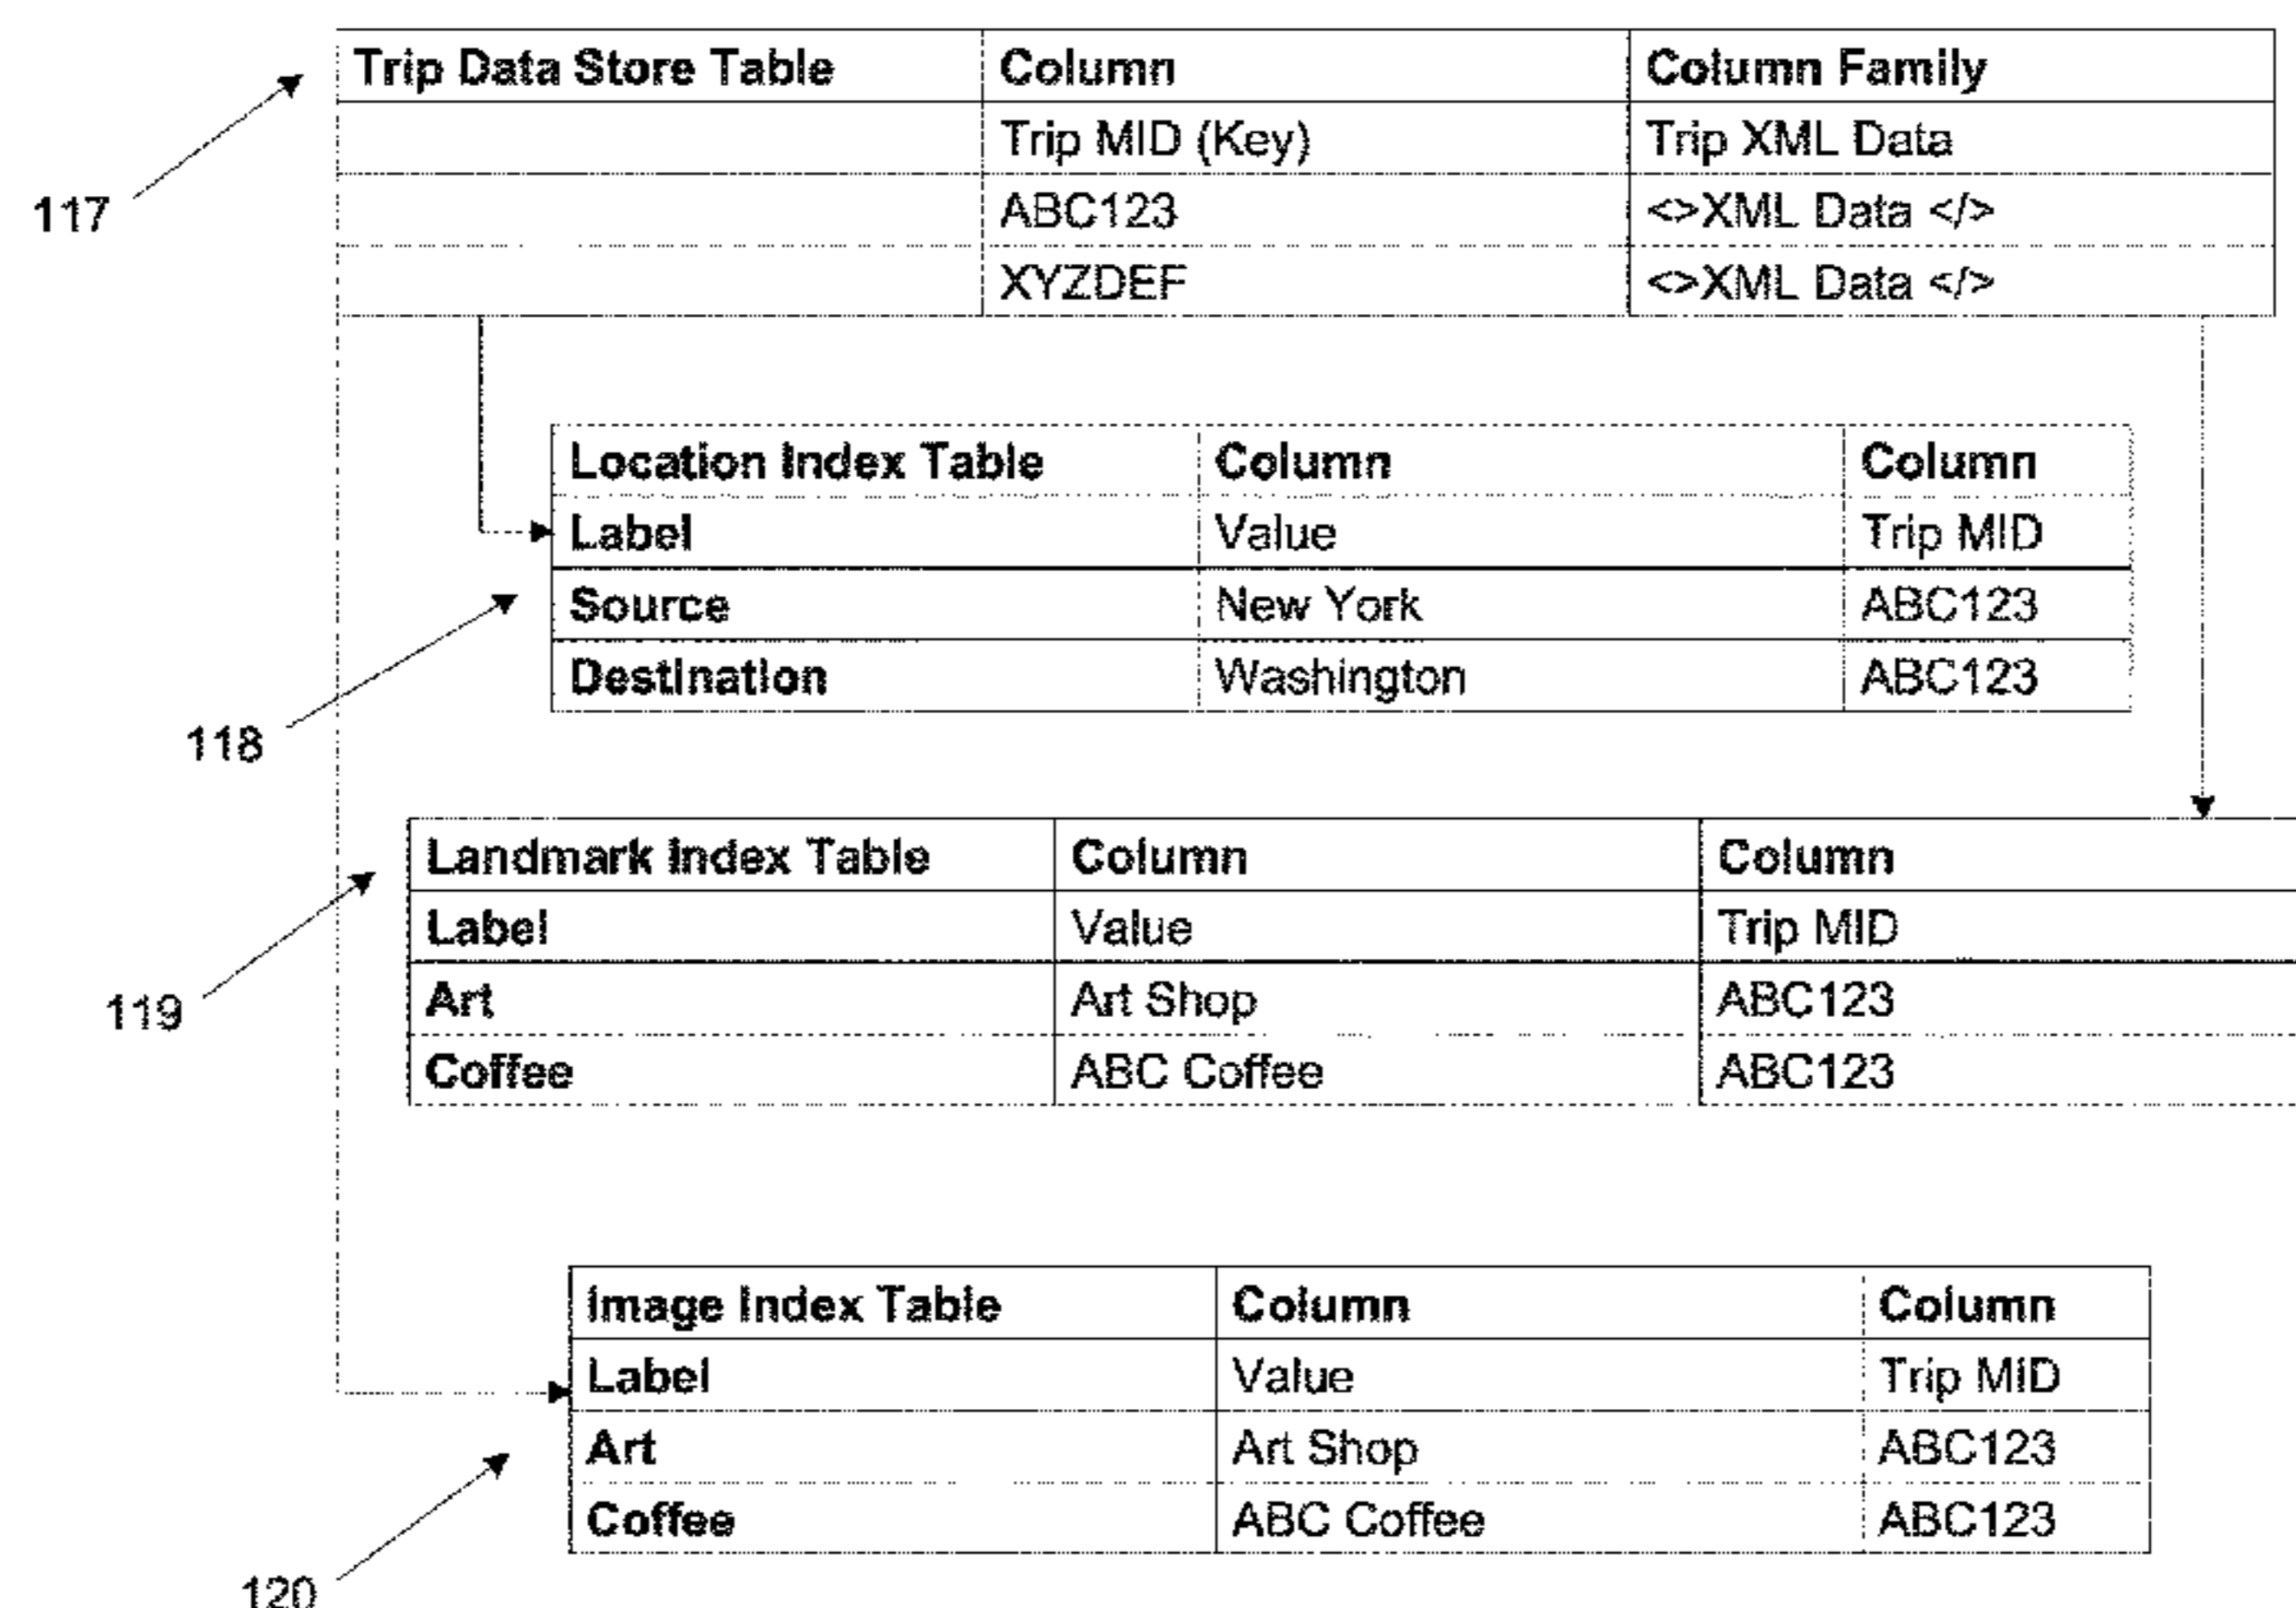 Trip Data Store Table Column Column Family
Trip MID (Key) Trip XML Data
117 ABC123 <>XML Data </>
XYZDEF <>XML Data </>
Location Index Table Column Column
Label Value Trip MID
Source New York ABC123
Destination Washington ABC123
118
Landmark Index Table Column Column
Label Value Trip MID
119 Art Art Shop ABC123
Coffee ABC Coffee ABC123
Image Index Table Column Column
Label Value Trip MID
Art Art Shop ABC123
Coffee ABC Coffee ABC123
120